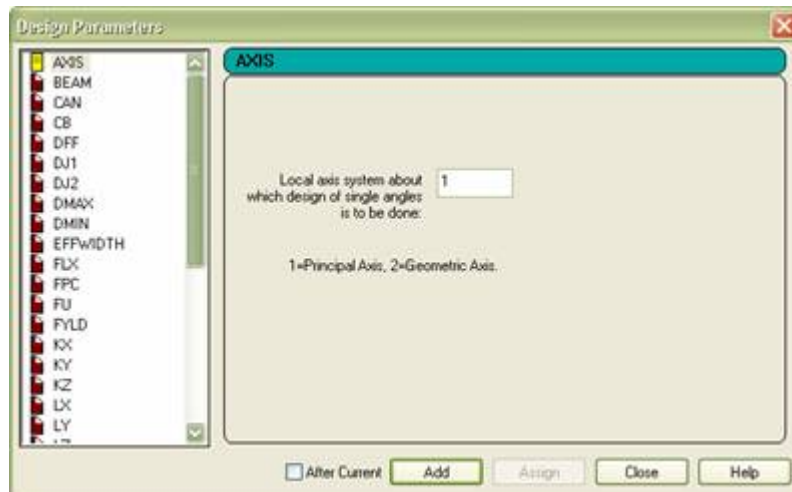 Design Parameters
AXIS
BEAM
CAN
CB
DFF
DJ1
DJ2
DMAX
DMIN
EFFWIDTH
FLX
FPC
FU
FYLD
KX
KY
KZ
LX
LY
AXIS
Local axis system about
which design of single angles
is to be done:
1
1=Principal Axis, 2=Geometric Axis.
After Current
Add
Assign
Close
Help